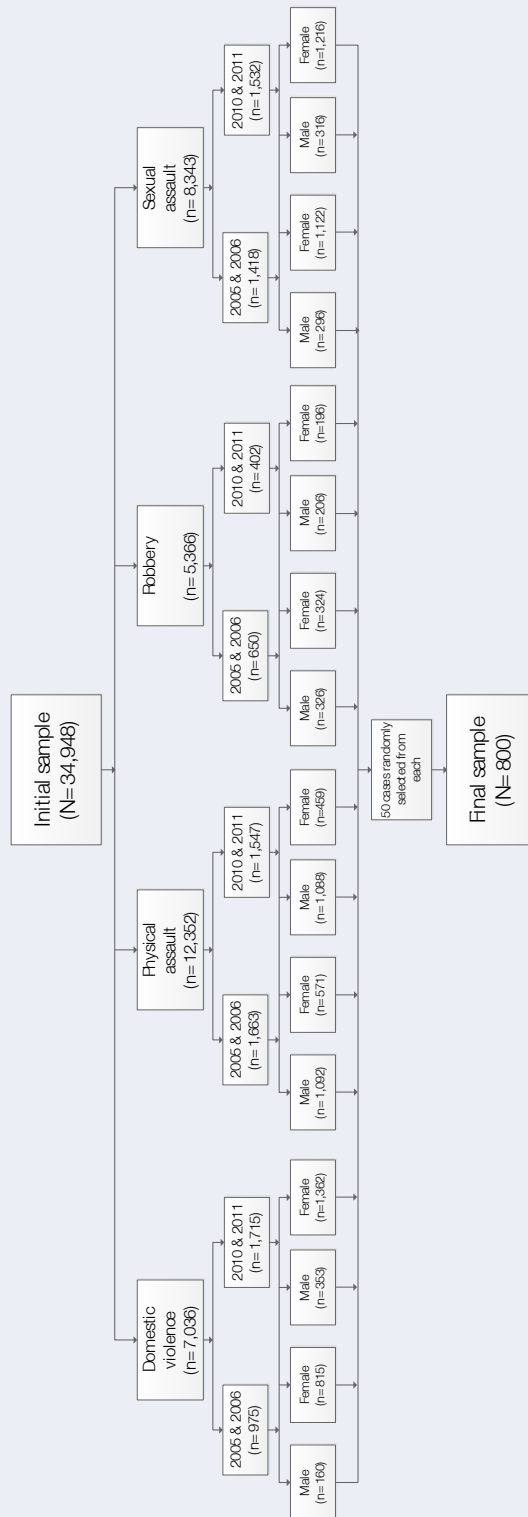 Initial sample
(N= 34,948)
Domestic
violence
(n= 7,036)
Physical
assault
(n= 12,352)
Robbery
(n= 5,366)
Sexual
assault
(n= 8,343)
2005 & 2006
(n= 975)
2010 & 2011
(n= 1,715)
2005 & 2006
(n= 1,663)
2010 & 2011
(n= 1,547)
2005 & 2006
(n= 650)
2010 & 2011
(n= 402)
2005 & 2006
(n= 1,418)
2010 & 2011
(n= 1,532)
Male
(n=160)
Female
(n=815)
Male
(n=353)
Female
(n=1,362)
Male
(n=1,092)
Female
(n=571)
Male
(n=1,088)
Female
(n=459)
Male
(n=326)
Female
(n=324)
Male
(n=206)
Female
(n=196)
Male
(n=296)
Female
(n=1,122)
Male
(n=316)
Female
(n=1,216)
50 cases randomly
selected from
each
Final sample
(N= 800)